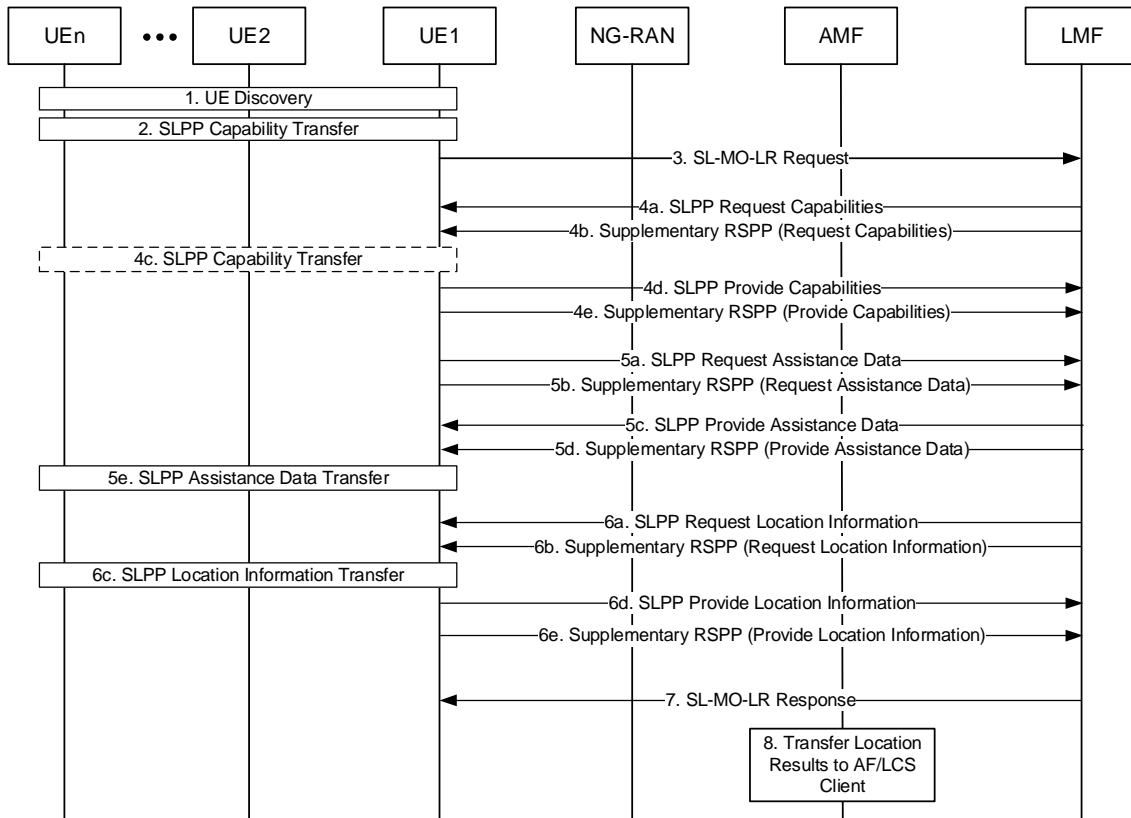 UEn
•••
UE2
UE1
NG-RAN
AMF
LMF
1. UE Discovery
2. SLPP Capability Transfer
3. SL-MO-LR Request
4a. SLPP Request Capabilities
4b. Supplementary RSPP (Request Capabilities)
4c. SLPP Capability Transfer
4d. SLPP Provide Capabilities
4e. Supplementary RSPP (Provide Capabilities)
5a. SLPP Request Assistance Data
5b. Supplementary RSPP (Request Assistance Data)
5c. SLPP Provide Assistance Data
5d. Supplementary RSPP (Provide Assistance Data)
5e. SLPP Assistance Data Transfer
6a. SLPP Request Location Information
6b. Supplementary RSPP (Request Location Information)
6c. SLPP Location Information Transfer
6d. SLPP Provide Location Information
6e. Supplementary RSPP (Provide Location Information)
7. SL-MO-LR Response
8. Transfer Location
Results to AF/LCS
Client